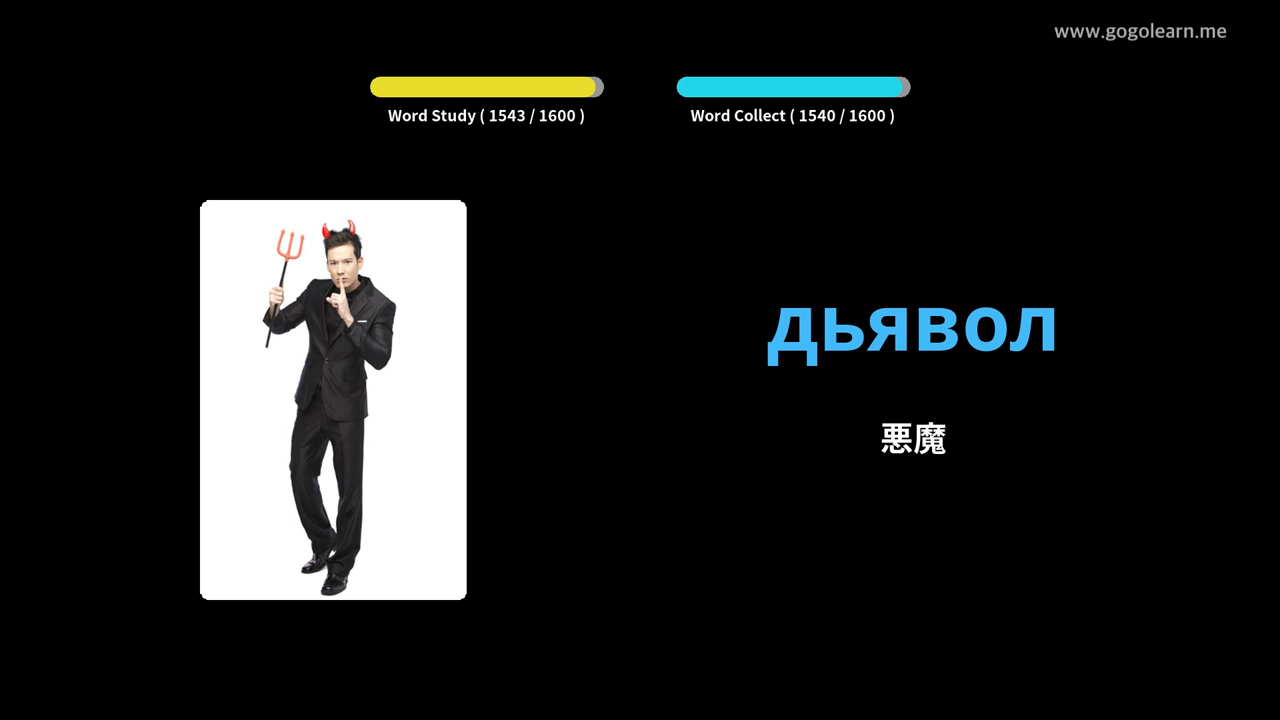 www.gogolearn.me
Word Study ( 1543 / 1600 )
Word Collect ( 1540 / 1600 )
дьявол
悪魔